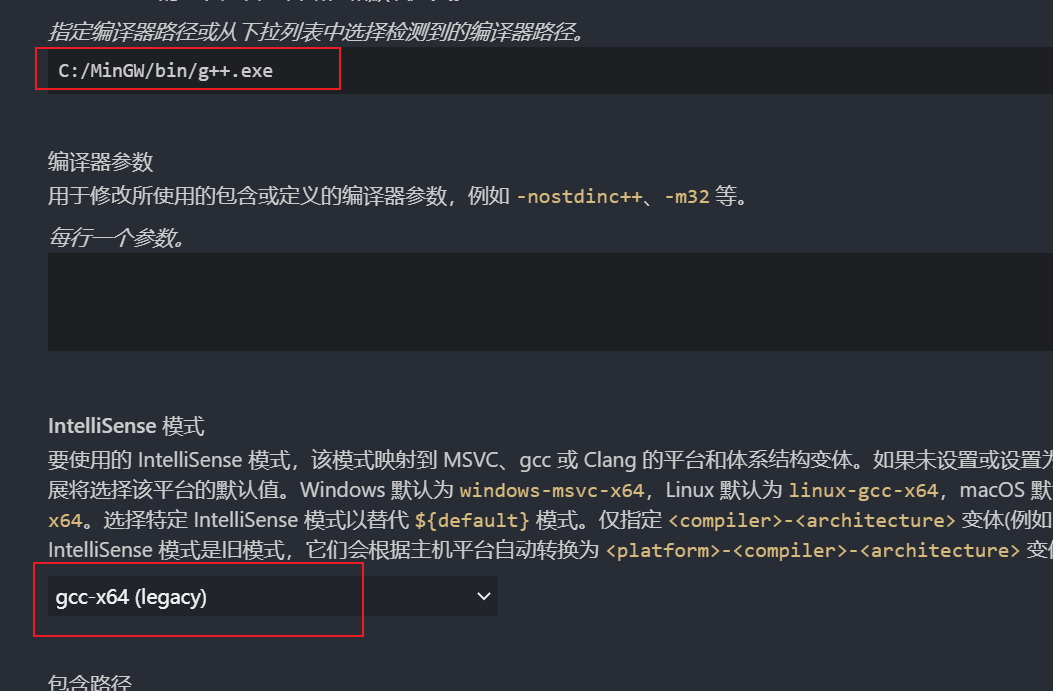 指定编译器路径或从下拉列表中选择检测到的编译器路径。
C:/MinGW/bin/g++.exe
编译器参数
用于修改所使用的包含或定义的编译器参数，例如 -nostdinc++、-m32 等。
每行一个参数。
IntelliSense 模式
要使用的 IntelliSense 模式，该模式映射到 MSVC、gcc 或 Clang 的平台和体系结构变体。如果未设置或设置为
展将选择该平台的默认值。Windows 默认为 windows-msvc-x64，Linux 默认为 linux-gcc-x64，macOS 默
x64。选择特定 IntelliSense 模式以替代 ${default} 模式。仅指定 <compiler>-<architecture> 变体(例如
IntelliSense 模式是旧模式，它们会根据主机平台自动转换为 <platform>-<compiler>-<architecture> 变体
gcc-x64 (legacy)
包含路径